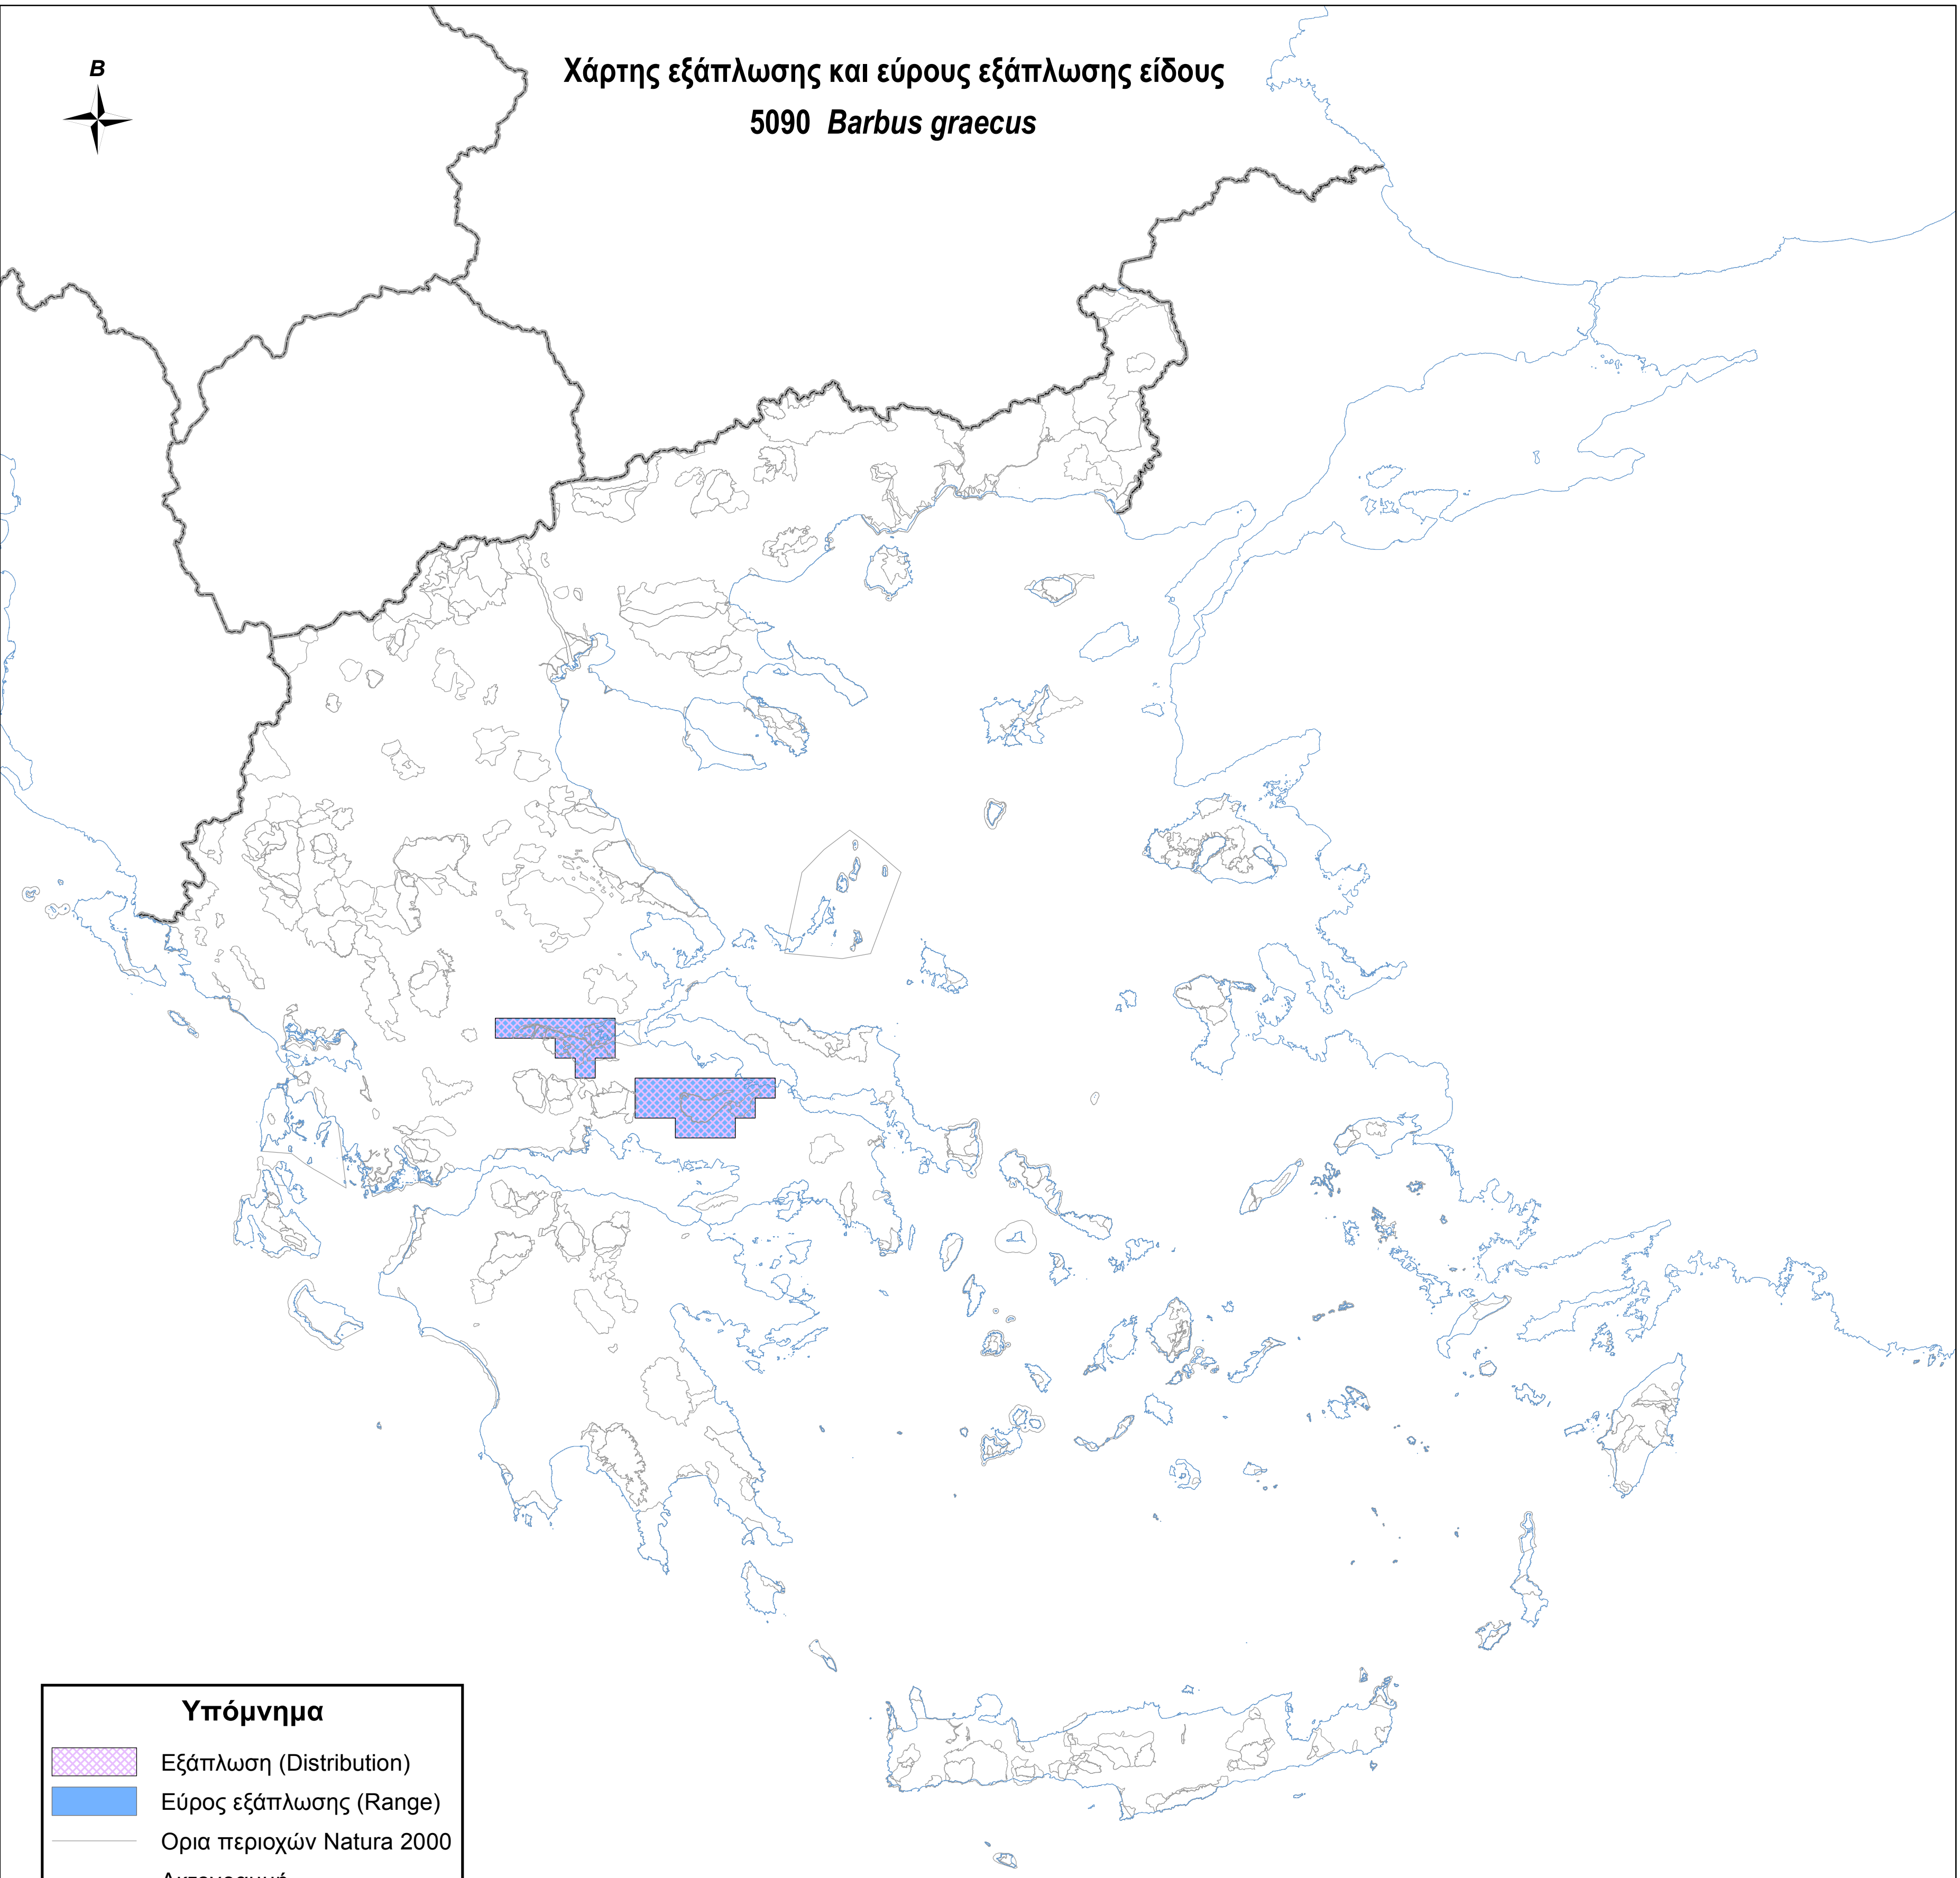 Β
Χάρτης εξάπλωσης και εύρους εξάπλωσης είδους
5090 Barbus graecus
Υπόμνημα
Εξάπλωση (Distribution)
Εύρος εξάπλωσης (Range)
Ορια περιοχών Natura 2000